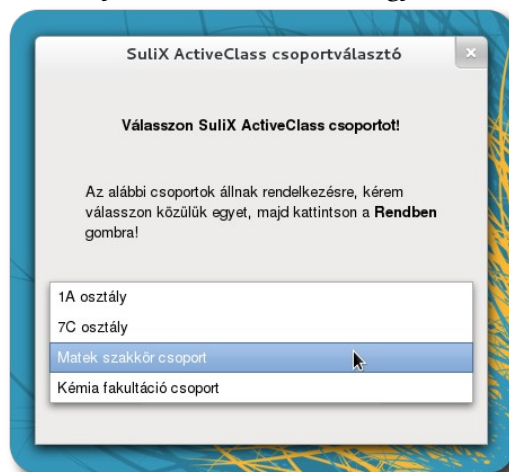 SuliX ActiveClass csoportválasztó
Válasszon SuliX ActiveClass csoportot!
Az alábbi csoportok állnak rendelkezésre, kérem
válasszon közülük egyet, majd kattintson a Rendben
gombra!
1A osztály
7C osztály
Matek szakkör csoport
Kémia fakultáció csoport